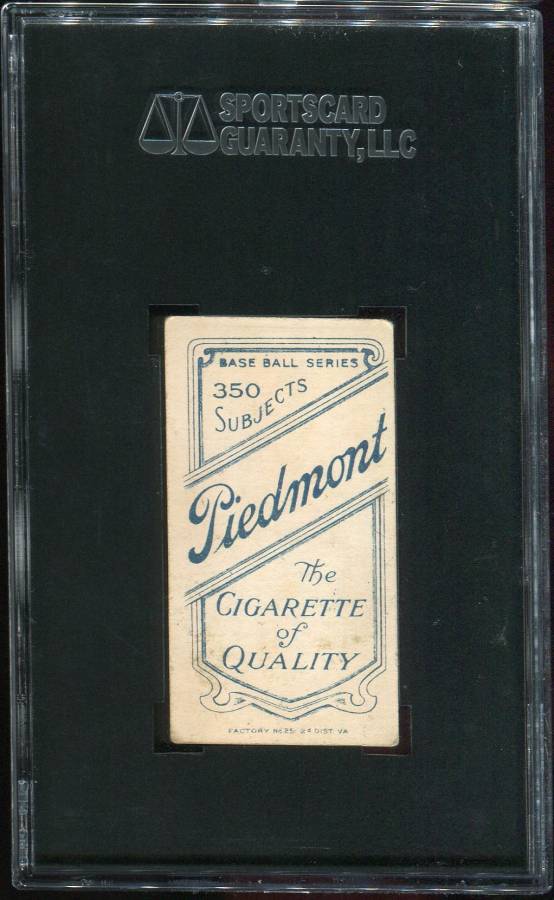 SPORTSCARD
GUARANTY, LLC
BASE BALL SERIES
350
SUBJECTS
Piedmont
The
CIGARETTE
of
QUALITY
FACTORY No 25, 2d DIST. VA